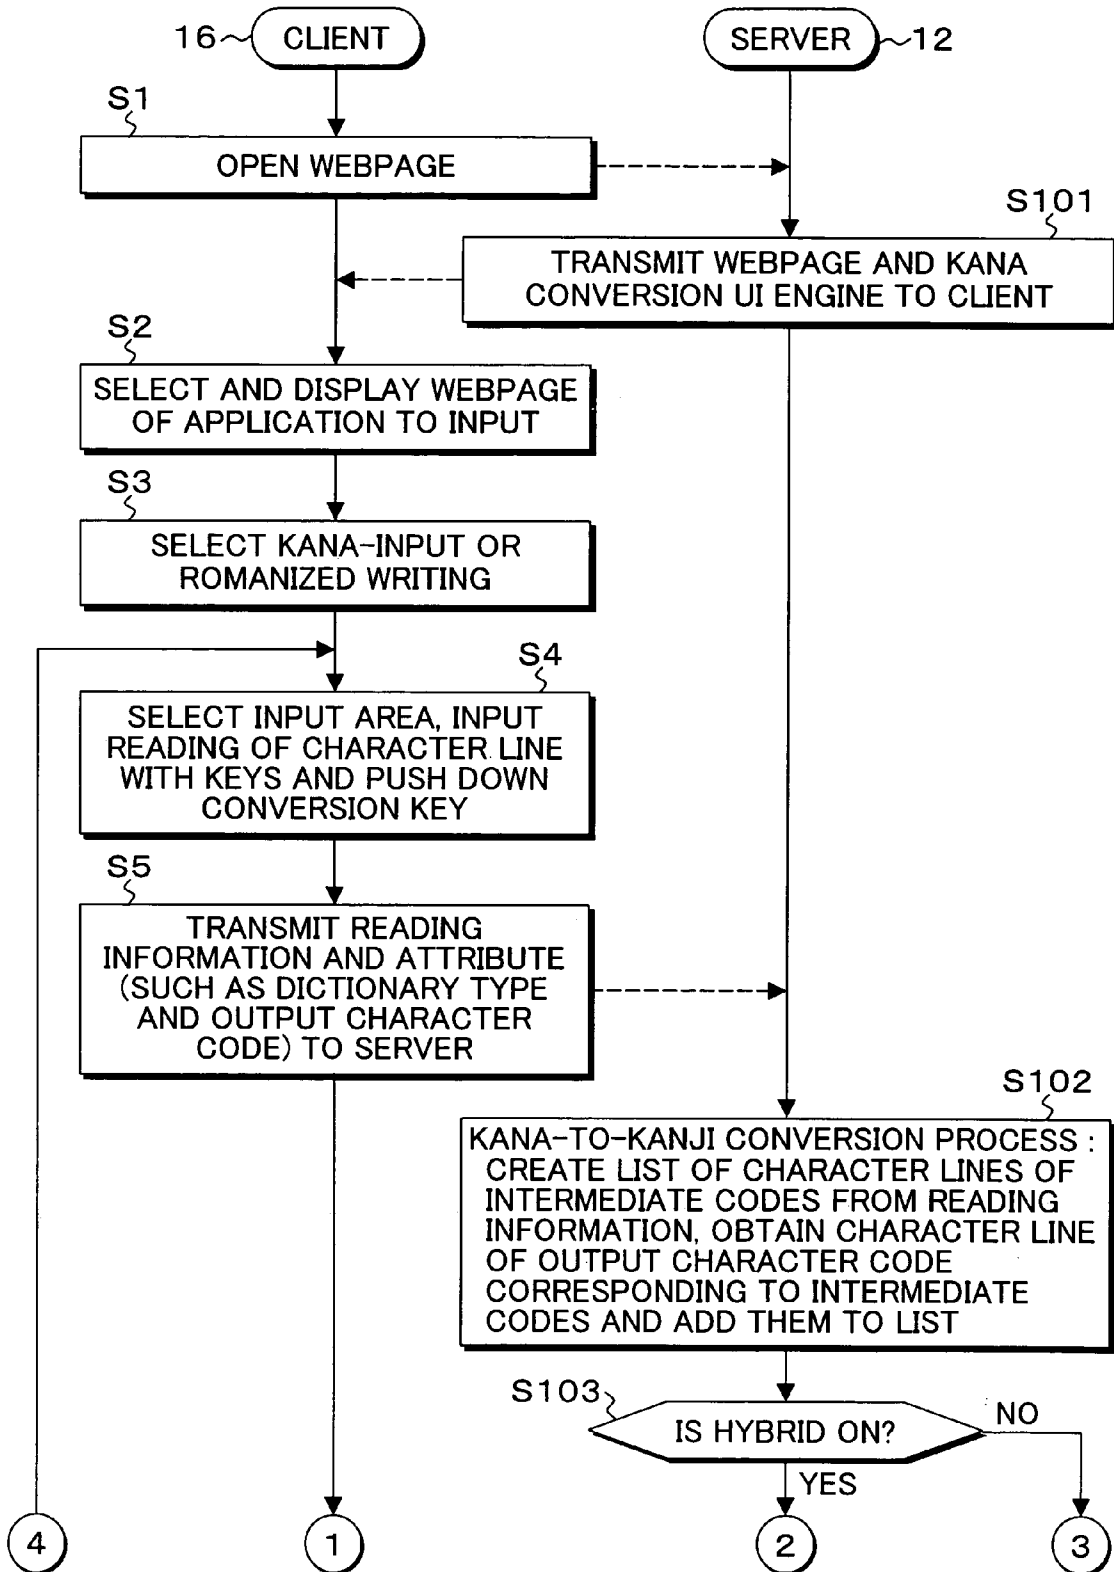 16
CLIENT
SERVER
12
S1
OPEN WEBPAGE
S101
TRANSMIT WEBPAGE AND KANA
CONVERSION UI ENGINE TO CLIENT
S2
SELECT AND DISPLAY WEBPAGE
OF APPLICATION TO INPUT
S3
SELECT KANA-INPUT OR
ROMANIZED WRITING
S4
SELECT INPUT AREA, INPUT
READING OF CHARACTER LINE
WITH KEYS AND PUSH DOWN
CONVERSION KEY
S5
TRANSMIT READING
INFORMATION AND ATTRIBUTE
(SUCH AS DICTIONARY TYPE
AND OUTPUT CHARACTER
CODE) TO SERVER
S102
KANA-TO-KANJI CONVERSION PROCESS :
CREATE LIST OF CHARACTER LINES OF
INTERMEDIATE CODES FROM READING
INFORMATION, OBTAIN CHARACTER LINE
OF OUTPUT CHARACTER CODE
CORRESPONDING TO INTERMEDIATE
CODES AND ADD THEM TO LIST
S103
IS HYBRID ON?
NO
YES
4
1
2
3